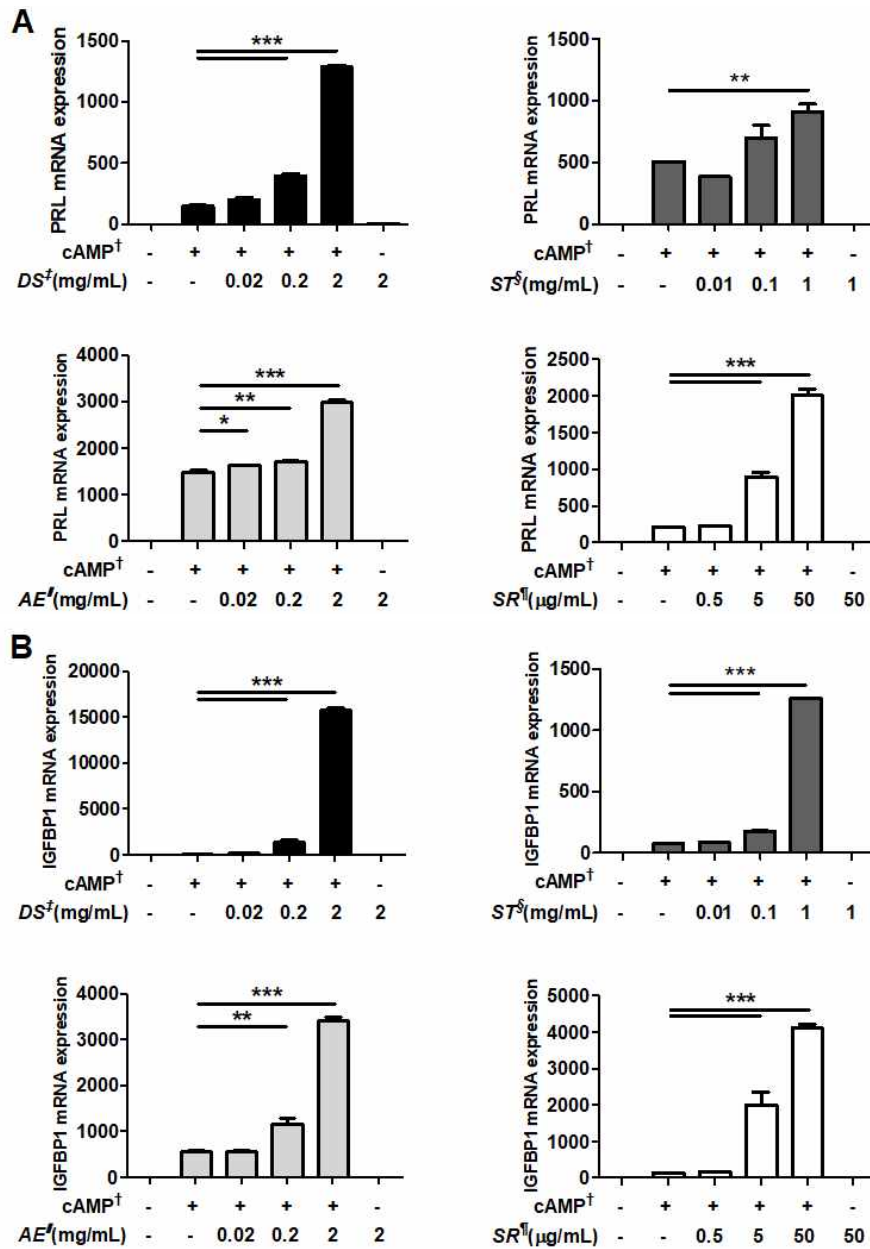 A
PRL mRNA expression
1500
1000
500
0
***
cAMP† - + + + + -
DS‡(mg/mL) - - 0.02 0.2 2 2
PRL mRNA expression
1500
1000
500
0
**
cAMP† - + + + + -
ST§(mg/mL) - - 0.01 0.1 1 1
PRL mRNA expression
4000
3000
2000
1000
0
***
**
*
cAMP† - + + + + -
AE(mg/mL) - - 0.02 0.2 2 2
PRL mRNA expression
2500
2000
1500
1000
500
0
***
cAMP† - + + + + -
SR¶(μg/mL) - - 0.5 5 50 50
B
IGFBP1 mRNA expression
20000
15000
10000
5000
0
***
cAMP† - + + + + -
DS‡(mg/mL) - - 0.02 0.2 2 2
IGFBP1 mRNA expression
1500
1000
500
0
***
cAMP† - + + + + -
ST§(mg/mL) - - 0.01 0.1 1 1
IGFBP1 mRNA expression
4000
3000
2000
1000
0
***
**
cAMP† - + + + + -
AE(mg/mL) - - 0.02 0.2 2 2
IGFBP1 mRNA expression
5000
4000
3000
2000
1000
0
***
cAMP† - + + + + -
SR¶(μg/mL) - - 0.5 5 50 50